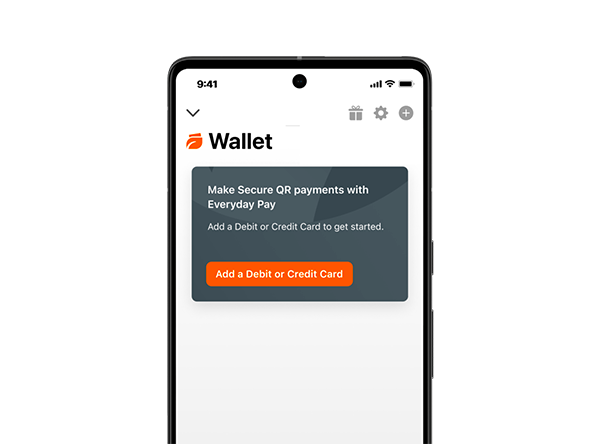 9:41
Wallet
Make Secure QR payments with
Everyday Pay
Add a Debit or Credit Card to get started.
Add a Debit or Credit Card